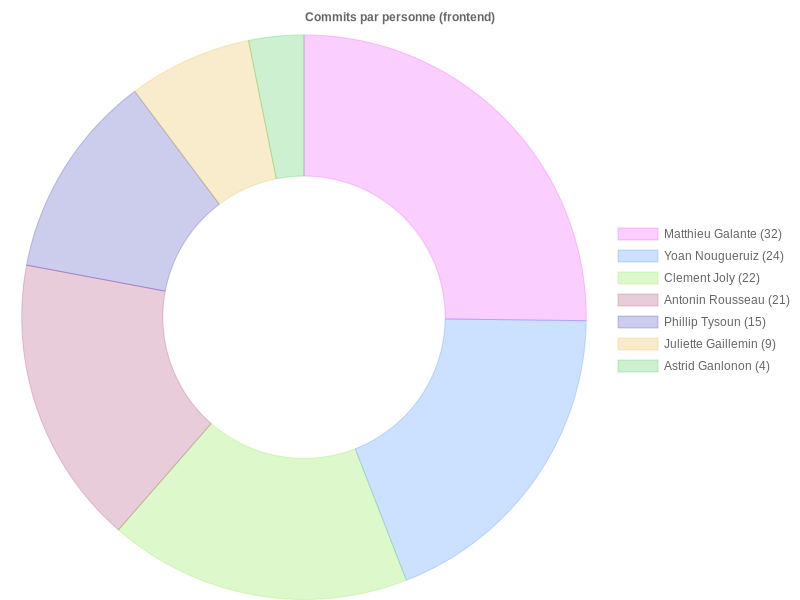 Commits par personne (frontend)
Matthieu Galante (32)
Yoan Nougueruiz (24)
Clement Joly (22)
Antonin Rousseau (21)
Phillip Tysoun (15)
Juliette Gaillemin (9)
Astrid Ganlonon (4)